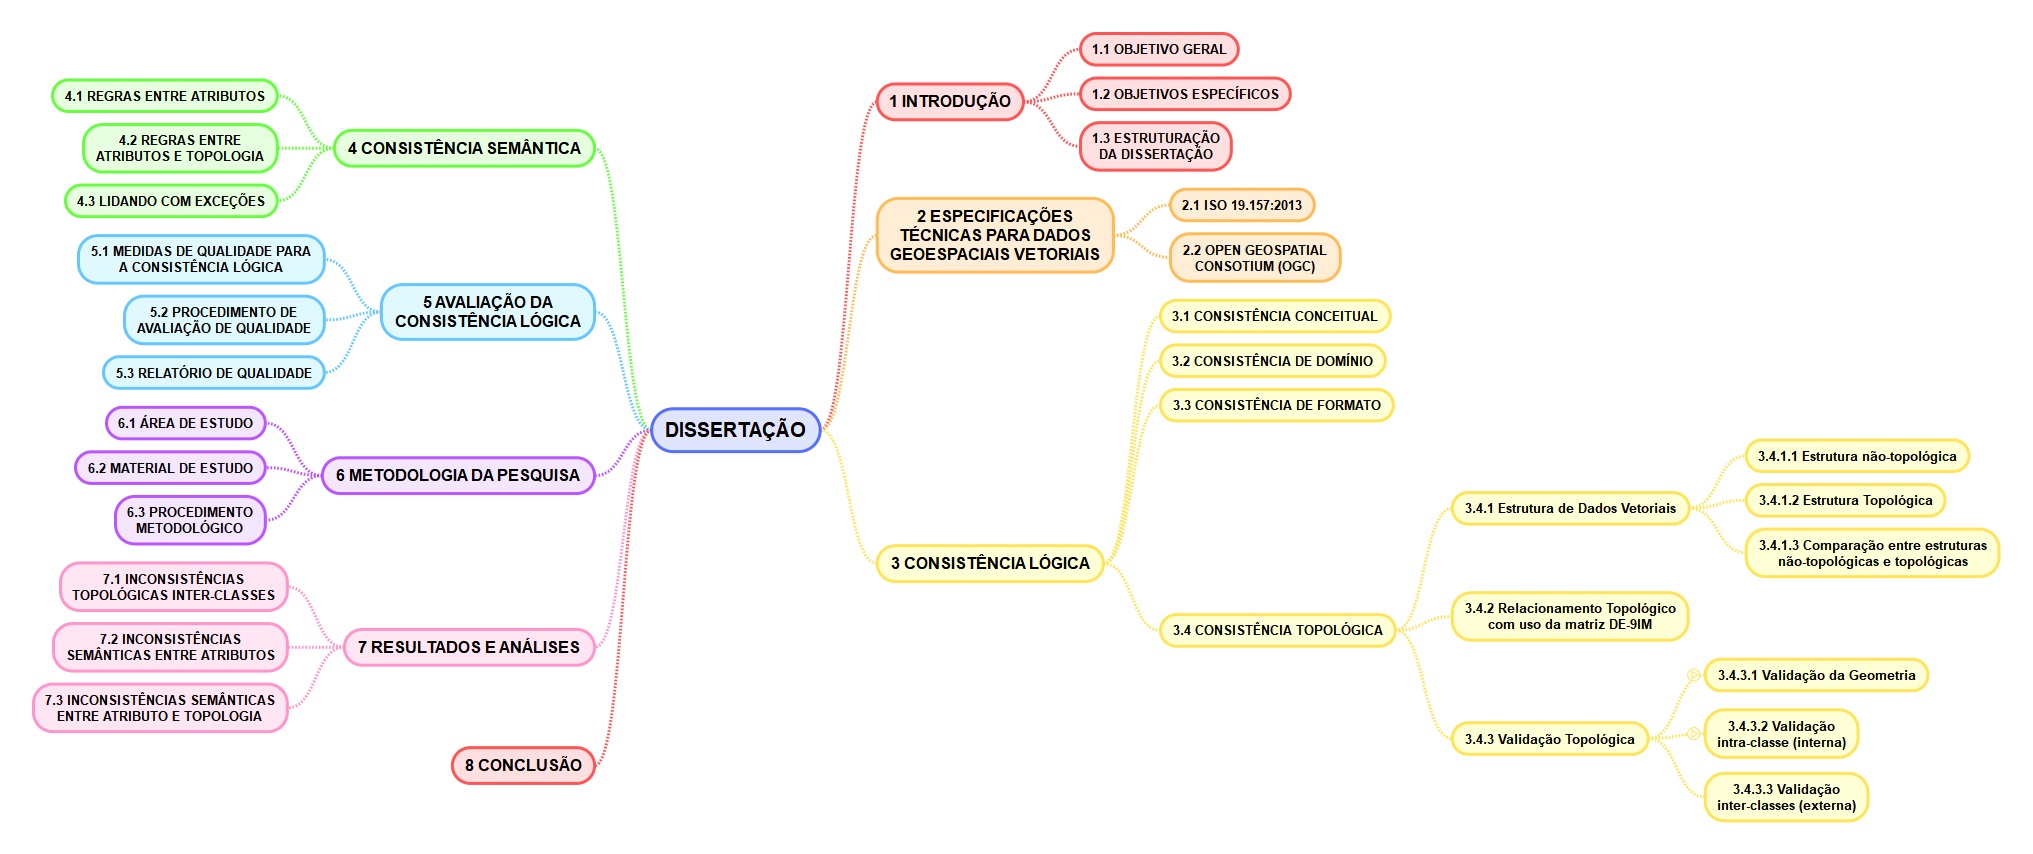 DISSERTAÇÃO
1 INTRODUÇÃO
1.1 OBJETIVO GERAL
1.2 OBJETIVOS ESPECÍFICOS
1.3 ESTRUTURAÇÃO
DA DISSERTAÇÃO
2 ESPECIFICAÇÕES
TÉCNICAS PARA DADOS
GEOESPACIAIS VETORIAIS
2.1 ISO 19.157:2013
2.2 OPEN GEOSPATIAL
CONSOTIUM (OGC)
3 CONSISTÊNCIA LÓGICA
3.1 CONSISTÊNCIA CONCEITUAL
3.2 CONSISTÊNCIA DE DOMÍNIO
3.3 CONSISTÊNCIA DE FORMATO
3.4 CONSISTÊNCIA TOPOLÓGICA
3.4.1 Estrutura de Dados Vetoriais
3.4.1.1 Estrutura não-topológica
3.4.1.2 Estrutura Topológica
3.4.1.3 Comparação entre estruturas
não-topológicas e topológicas
3.4.2 Relacionamento Topológico
com uso da matriz DE-9IM
3.4.3 Validação Topológica
3.4.3.1 Validação da Geometria
3.4.3.2 Validação
intra-classe (interna)
3.4.3.3 Validação
inter-classes (externa)
4 CONSISTÊNCIA SEMÂNTICA
4.1 REGRAS ENTRE ATRIBUTOS
4.2 REGRAS ENTRE
ATRIBUTOS E TOPOLOGIA
4.3 LIDANDO COM EXCEÇÕES
5 AVALIAÇÃO DA
CONSISTÊNCIA LÓGICA
5.1 MEDIDAS DE QUALIDADE PARA
A CONSISTÊNCIA LÓGICA
5.2 PROCEDIMENTO DE
AVALIAÇÃO DE QUALIDADE
5.3 RELATÓRIO DE QUALIDADE
6 METODOLOGIA DA PESQUISA
6.1 ÁREA DE ESTUDO
6.2 MATERIAL DE ESTUDO
6.3 PROCEDIMENTO
METODOLÓGICO
7 RESULTADOS E ANÁLISES
7.1 INCONSISTÊNCIAS
TOPOLÓGICAS INTER-CLASSES
7.2 INCONSISTÊNCIAS
SEMÂNTICAS ENTRE ATRIBUTOS
7.3 INCONSISTÊNCIAS SEMÂNTICAS
ENTRE ATRIBUTO E TOPOLOGIA
8 CONCLUSÃO